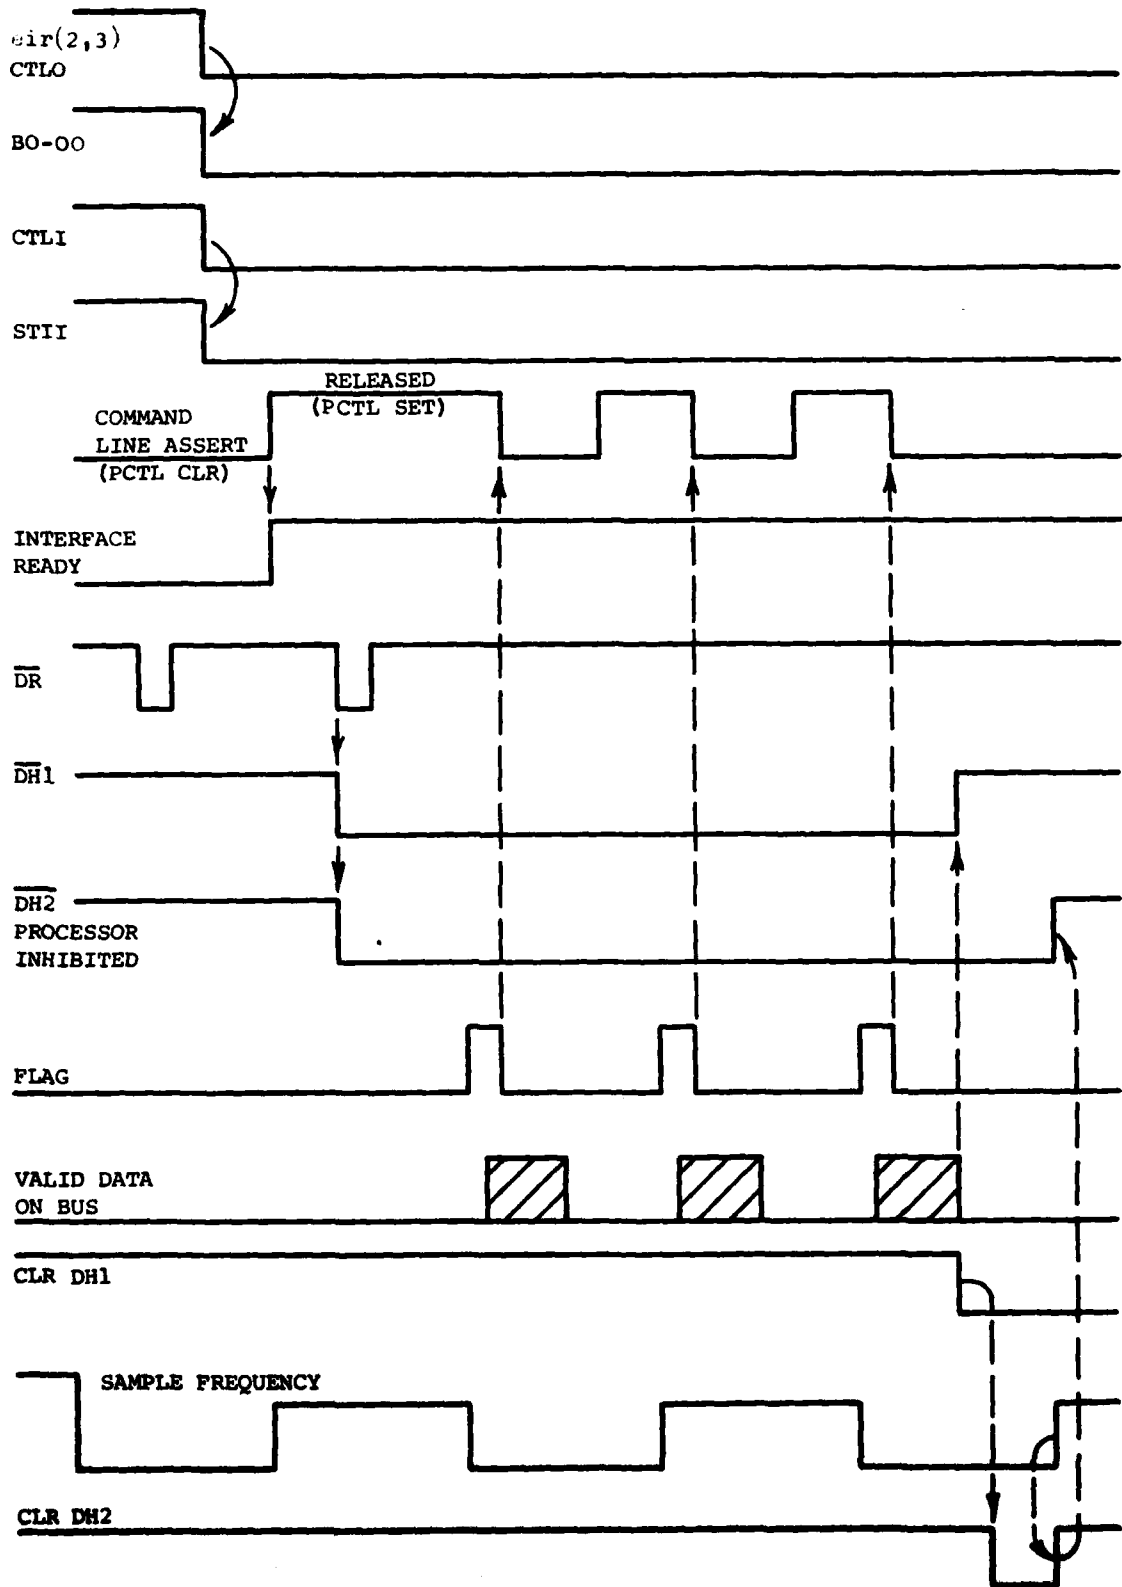 eir(2,3)
CTLO
BO-OO
CTLI
STII
RELEASED
(PCTL SET)
COMMAND
LINE ASSERT
(PCTL CLR)
INTERFACE
READY
DR
DH1
DH2
PROCESSOR
INHIBITED
FLAG
VALID DATA
ON BUS
CLR DH1
SAMPLE FREQUENCY
CLR DH2